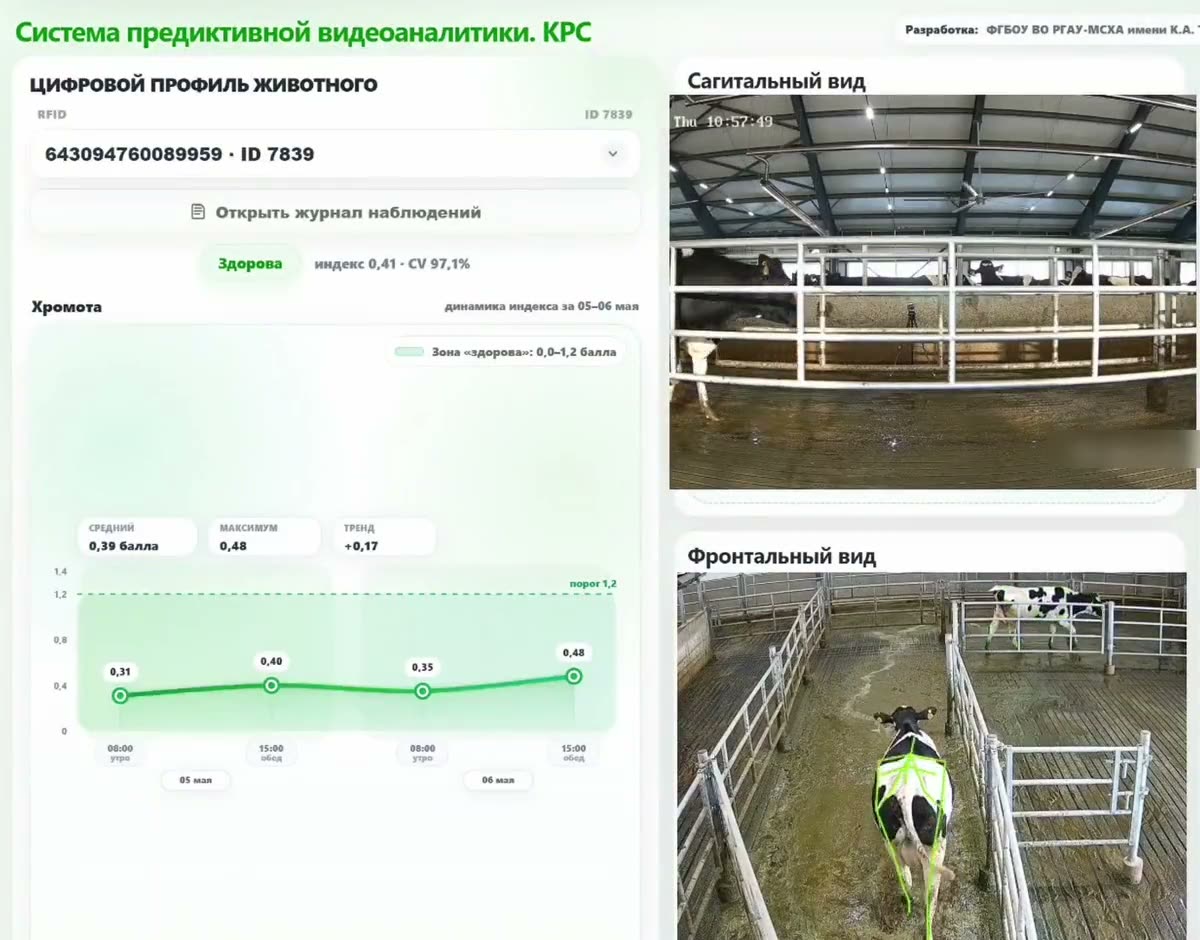 Система предиктивной видеоаналитики. КРС
Разработка: ФГБОУ ВО РГАУ-МСХА имени К.А.
ЦИФРОВОЙ ПРОФИЛЬ ЖИВОТНОГО
RFID
ID 7839
643094760089959 · ID 7839
Открыть журнал наблюдений
Здорова
индекс 0,41 · CV 97,1%
Хромота
динамика индекса за 05–06 мая
Зона «здорова»: 0,0–1,2 балла
СРЕДНИЙ
0,39 балла
МАКСИМУМ
0,48
ТРЕНД
+0,17
порог 1,2
1,4
1,2
0,8
0,4
0
0,31
0,40
0,35
0,48
08:00
утро
15:00
обед
08:00
утро
15:00
обед
05 мая
06 мая
Сагитальный вид
Thu 10:57:49
Фронтальный вид